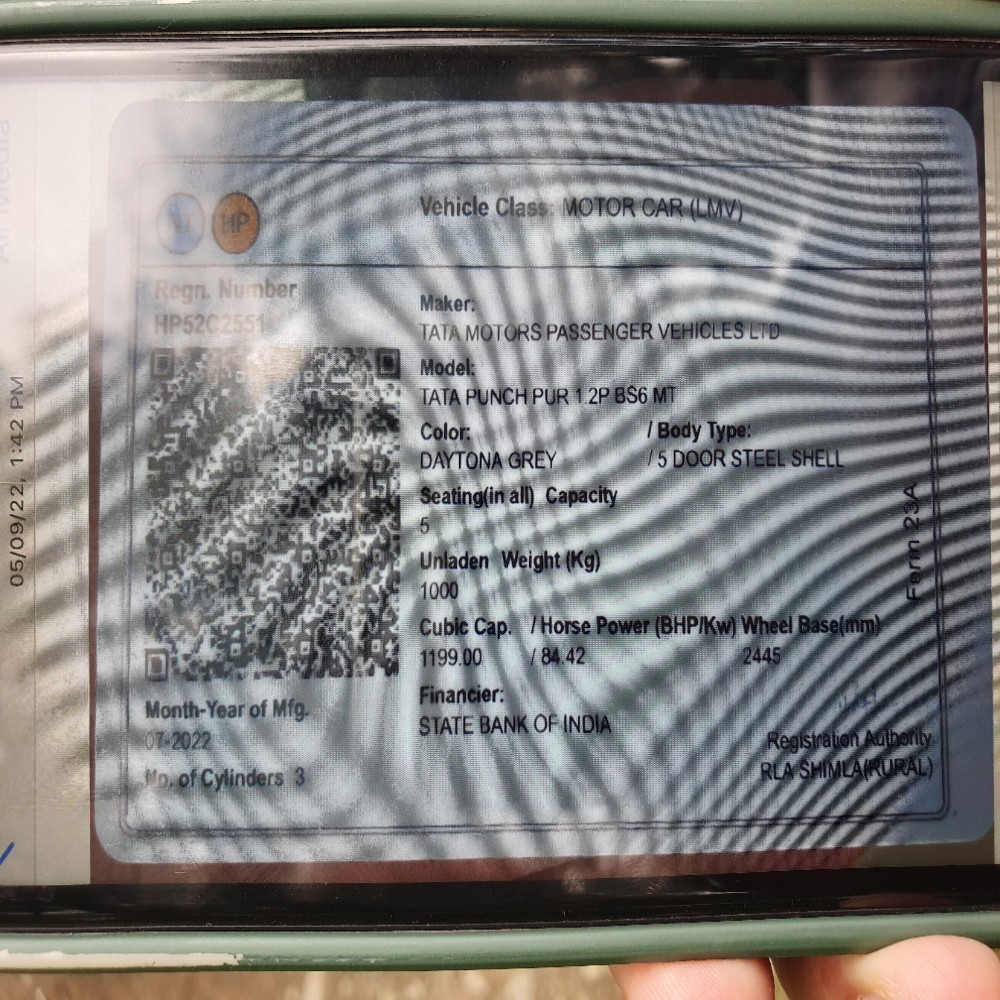 All Media
05/09/22, 1:42 PM
HP
Vehicle Class: MOTOR CAR (LMV)
Regn. Number
HP52C2551
Maker:
TATA MOTORS PASSENGER VEHICLES LTD
Model:
TATA PUNCH PUR 1.2P BS6 MT
Color: / Body Type:
DAYTONA GREY / 5 DOOR STEEL SHELL
Seating(in all) Capacity
5
Unladen Weight (Kg)
1000
Cubic Cap. / Horse Power (BHP/Kw) Wheel Base(mm)
1199.00 / 84.42 2445
Financier:
STATE BANK OF INDIA
Month-Year of Mfg.
07-2022
No. of Cylinders 3
Form 23A
Registration Authority
RLA SHIMLA(RURAL)